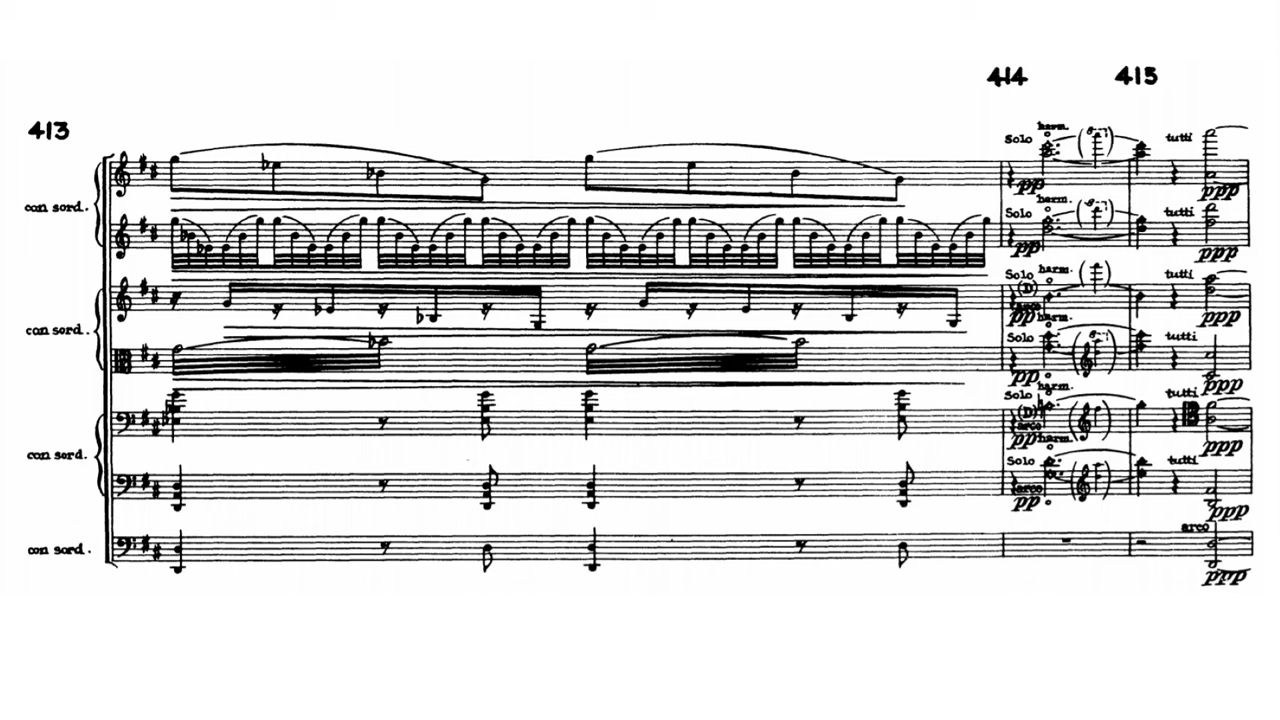 414 415
413
harm.
Solo tutti
pp ppp
con sord.
harm.
Solo tutti
pp ppp
harm.
Solo tutti
(D)
arco
pp ppp
con sord.
harm.
Solo tutti
pp ppp
harm.
Solo tutti
(D)
arco
pp ppp
con sord.
harm.
Solo tutti
arco
pp ppp
arco
con sord.
ppp